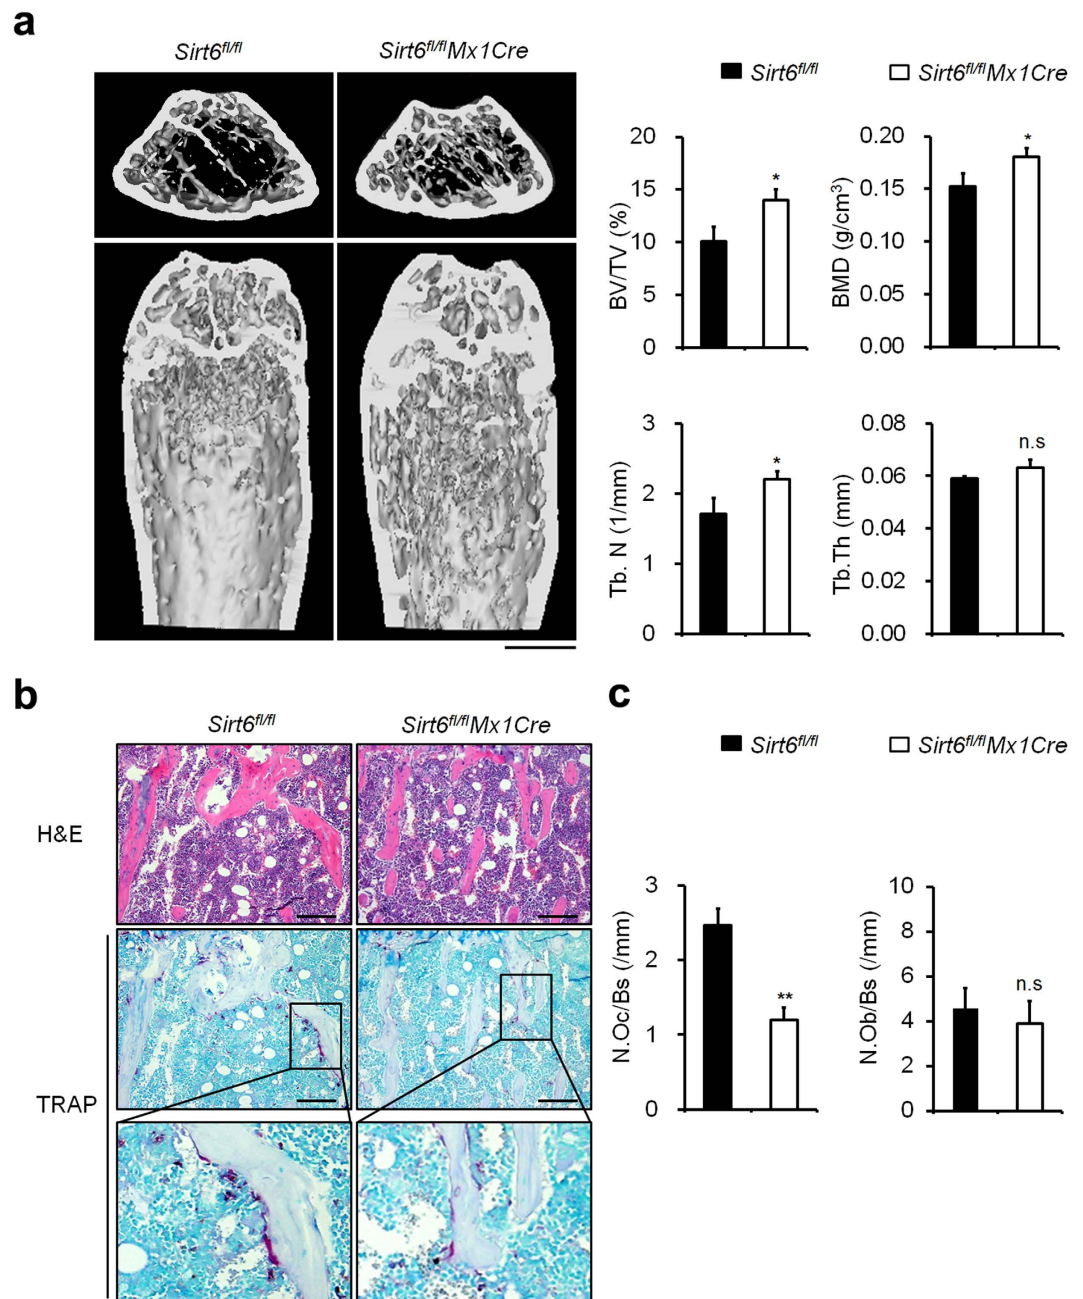 a
Sirt6fl/fl
Sirt6fl/flMx1Cre
Sirt6fl/fl
Sirt6fl/flMx1Cre
20
15
10
5
0
BV/TV (%)
*
0.20
0.15
0.10
0.05
0.00
BMD (g/cm3)
*
3
2
1
0
Tb. N (1/mm)
*
0.08
0.06
0.04
0.02
0.00
Tb.Th (mm)
n.s
b
Sirt6fl/fl
Sirt6fl/flMx1Cre
H&E
TRAP
c
Sirt6fl/fl
Sirt6fl/flMx1Cre
3
2
1
0
N.Oc/Bs (/mm)
**
10
8
6
4
2
0
N.Ob/Bs (/mm)
n.s